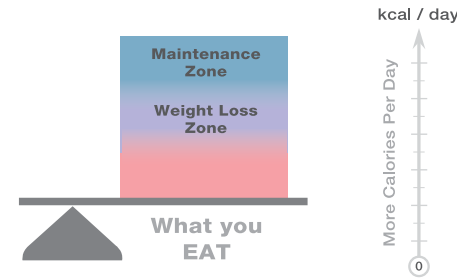 kcal / day
Maintenance
Zone
Weight Loss
Zone
More Calories Per Day
What you
EAT
0